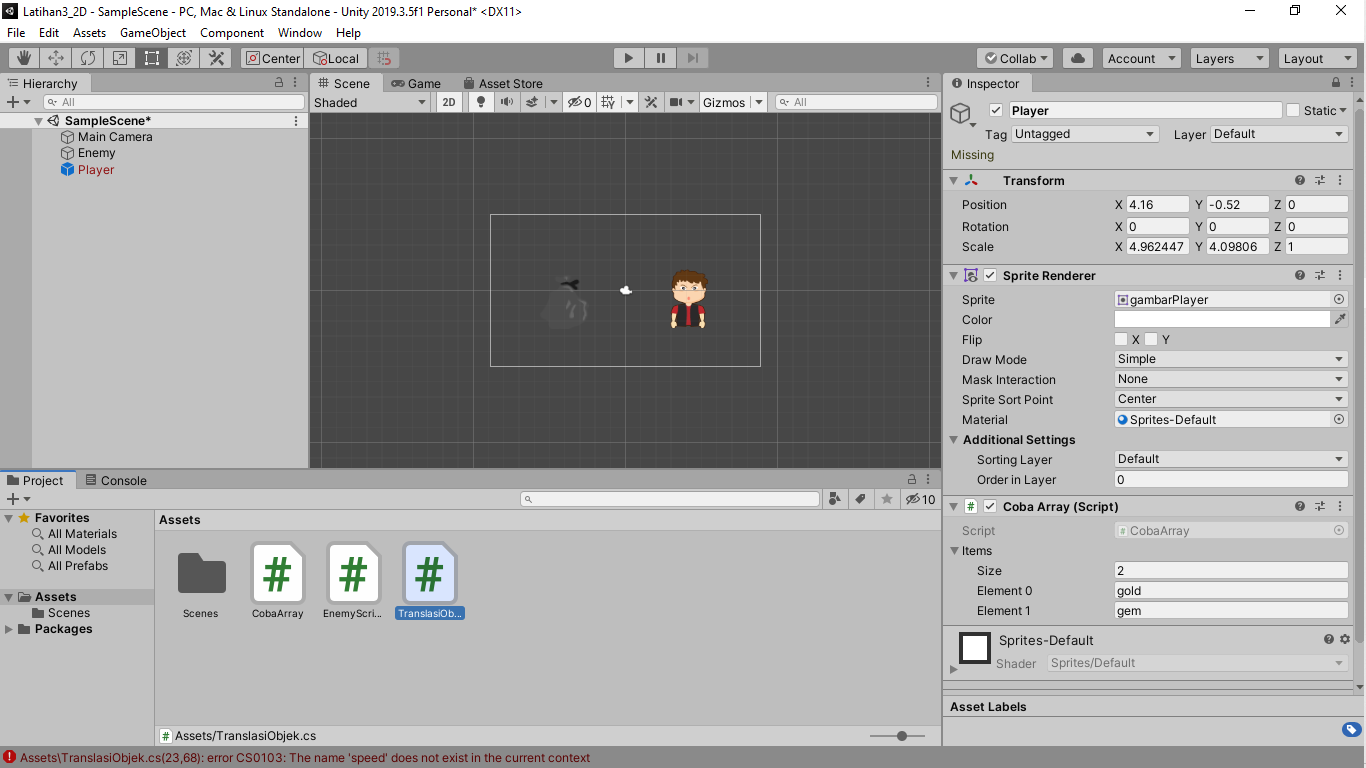 Latihan3_2D - SampleScene - PC, Mac & Linux Standalone - Unity 2019.3.5f1 Personal* <DX11>
File Edit Assets GameObject Component Window Help
Center Local Collab Account Layers Layout
Hierarchy
All
SampleScene*
Main Camera
Enemy
Player
Scene Game Asset Store
Shaded 2D 0 Gizmos All
Inspector
Player Static
Tag Untagged Layer Default
Missing
Transform
Position X 4.16 Y -0.52 Z 0
Rotation X 0 Y 0 Z 0
Scale X 4.962447 Y 4.09806 Z 1
Sprite Renderer
Sprite gambarPlayer
Color
Flip X Y
Draw Mode Simple
Mask Interaction None
Sprite Sort Point Center
Material Sprites-Default
Additional Settings
Sorting Layer Default
Order in Layer 0
# Coba Array (Script)
Script # CobaArray
Items
Size 2
Element 0 gold
Element 1 gem
Sprites-Default
Shader Sprites/Default
Asset Labels
Project Console
10
Favorites
All Materials
All Models
All Prefabs
Assets
Scenes
Packages
Assets
# # #
Scenes CobaArray EnemyScri... TranslasiOb...
# Assets/TranslasiObjek.cs
Assets\TranslasiObjek.cs(23,68): error CS0103: The name 'speed' does not exist in the current context